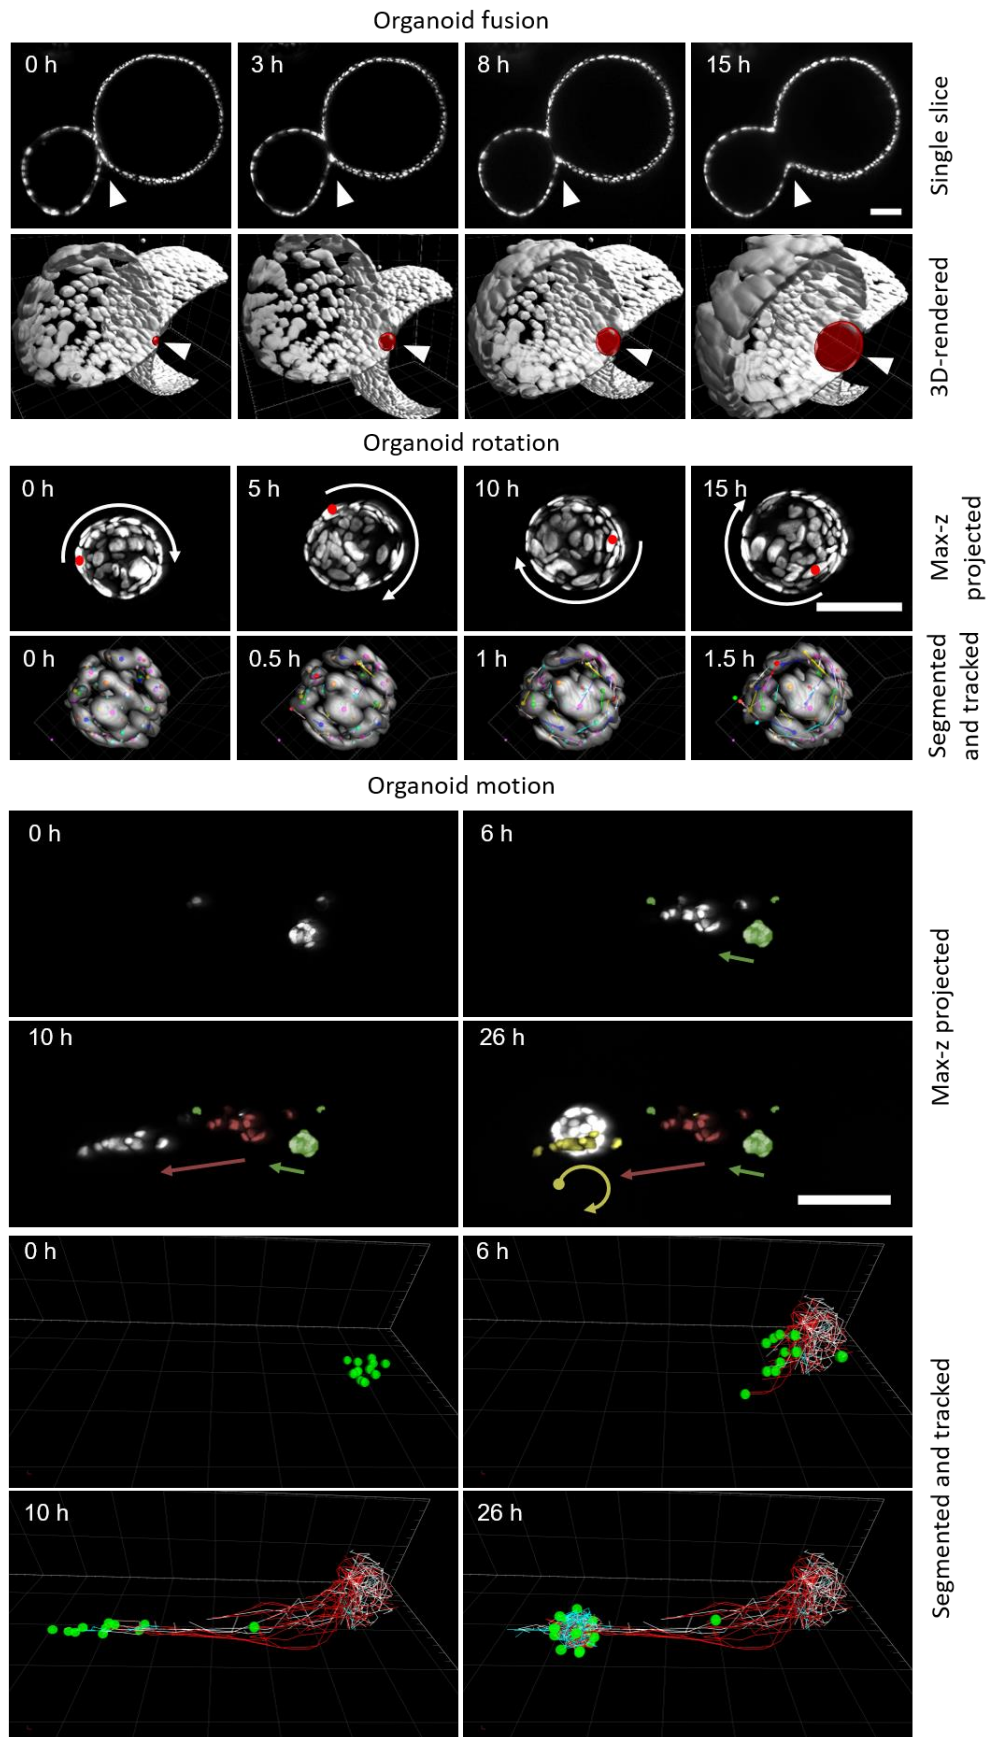 Organoid fusion
0 h
3 h
8 h
15 h
Single slice
3D-rendered
Organoid rotation
0 h
5 h
10 h
15 h
Max-z
projected
0 h
0.5 h
1 h
1.5 h
Segmented
and tracked
Organoid motion
0 h
6 h
10 h
26 h
Max-z projected
0 h
6 h
10 h
26 h
Segmented and tracked